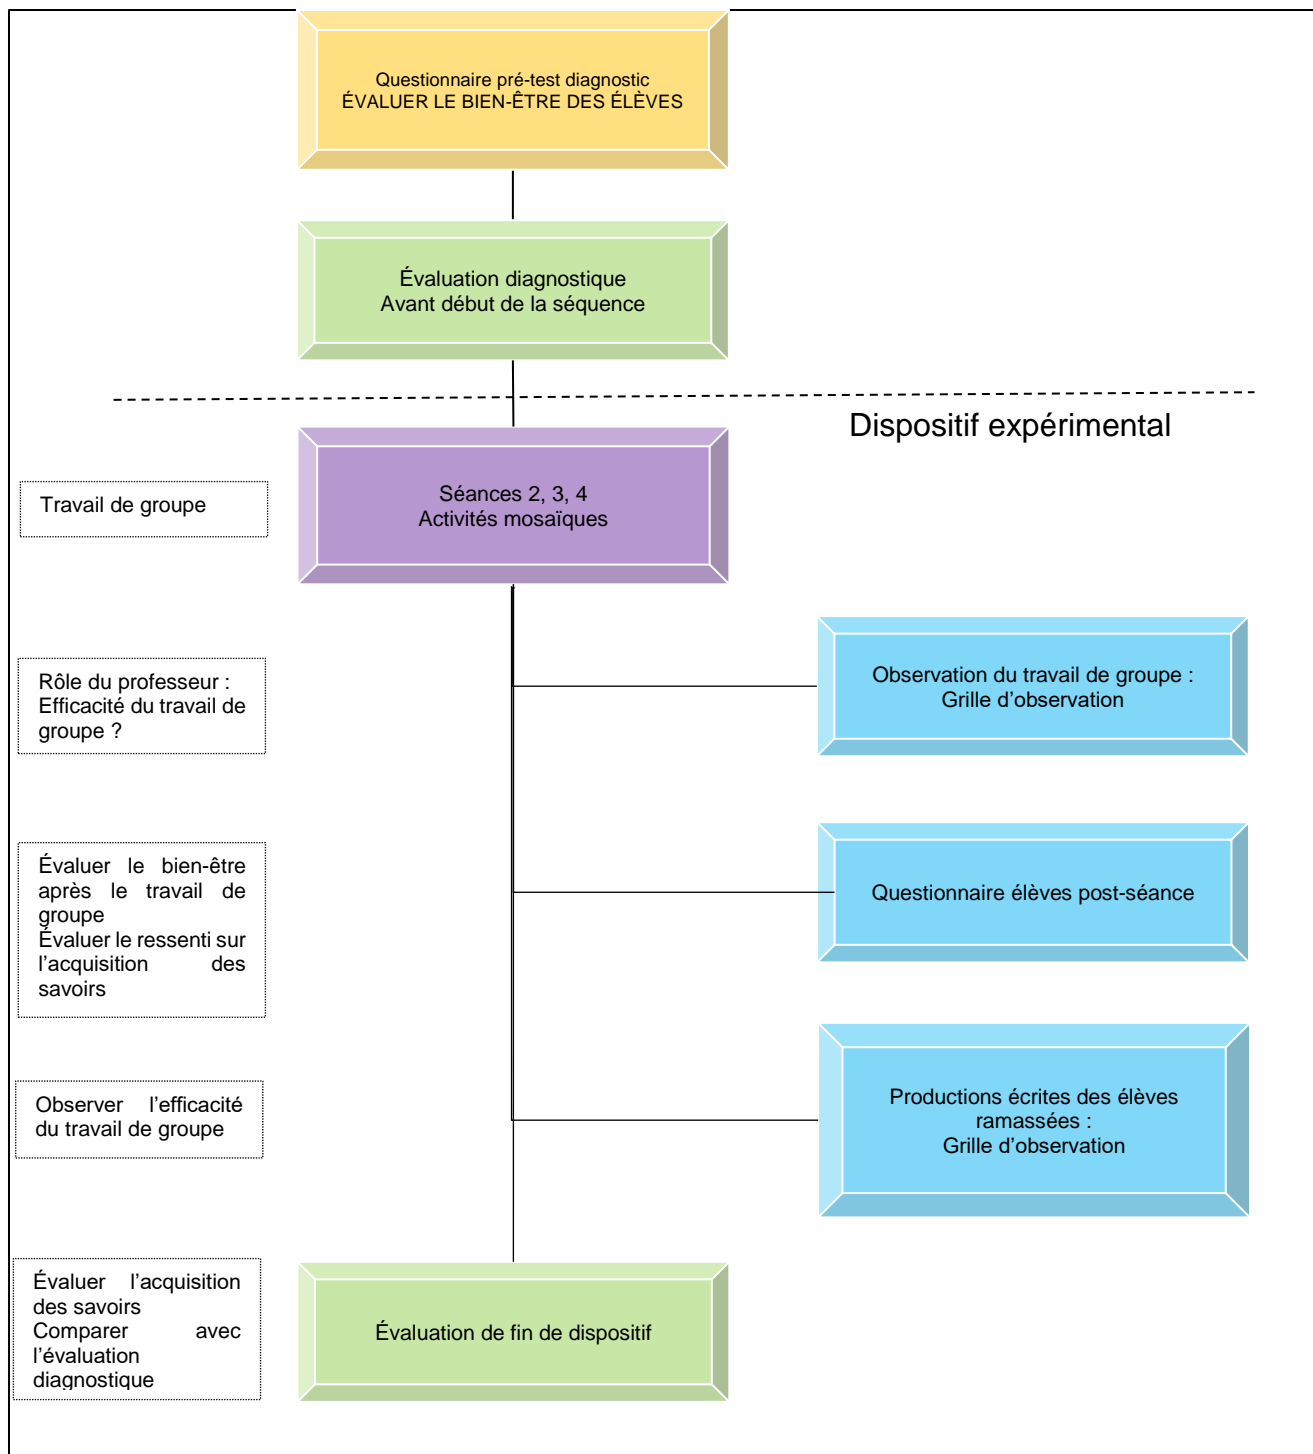 Questionnaire pré-test diagnostic
ÉVALUER LE BIEN-ÊTRE DES ÉLÈVES
Évaluation diagnostique
Avant début de la séquence
Dispositif expérimental
Travail de groupe
Séances 2, 3, 4
Activités mosaïques
Rôle du professeur :
Efficacité du travail de
groupe ?
Observation du travail de groupe :
Grille d’observation
Évaluer le bien-être
après le travail de
groupe
Évaluer le ressenti sur
l’acquisition des
savoirs
Questionnaire élèves post-séance
Observer l’efficacité
du travail de groupe
Productions écrites des élèves
ramassées :
Grille d’observation
Évaluer l’acquisition
des savoirs
Comparer avec
l’évaluation
diagnostique
Évaluation de fin de dispositif